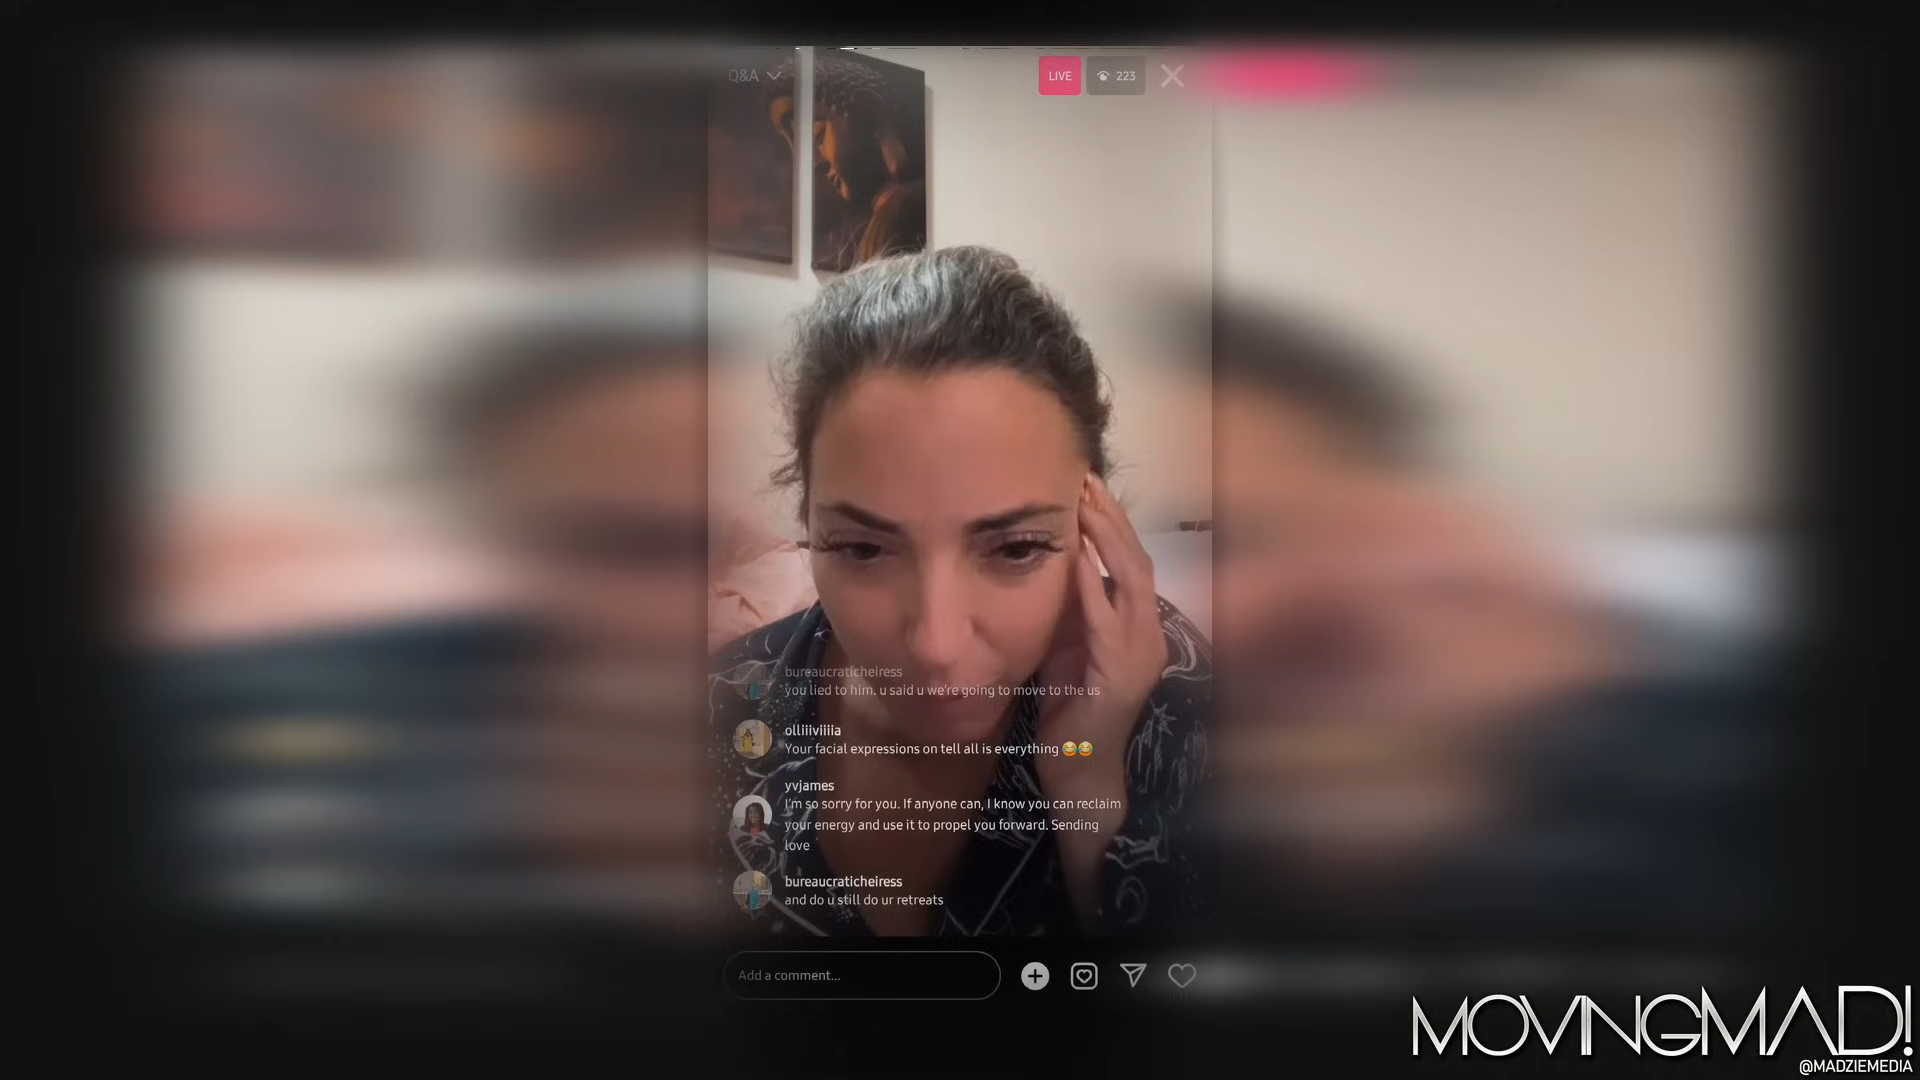 Q&A
LIVE
223
bureaucraticheiress
you lied to him. u said u we're going to move to the us
olliiiviiiia
Your facial expressions on tell all is everything 😂😂
yvjames
I'm so sorry for you. If anyone can, I know you can reclaim
your energy and use it to propel you forward. Sending
love
bureaucraticheiress
and do u still do ur retreats
Add a comment...
MOVINGMAD!
@MADZIEMEDIA